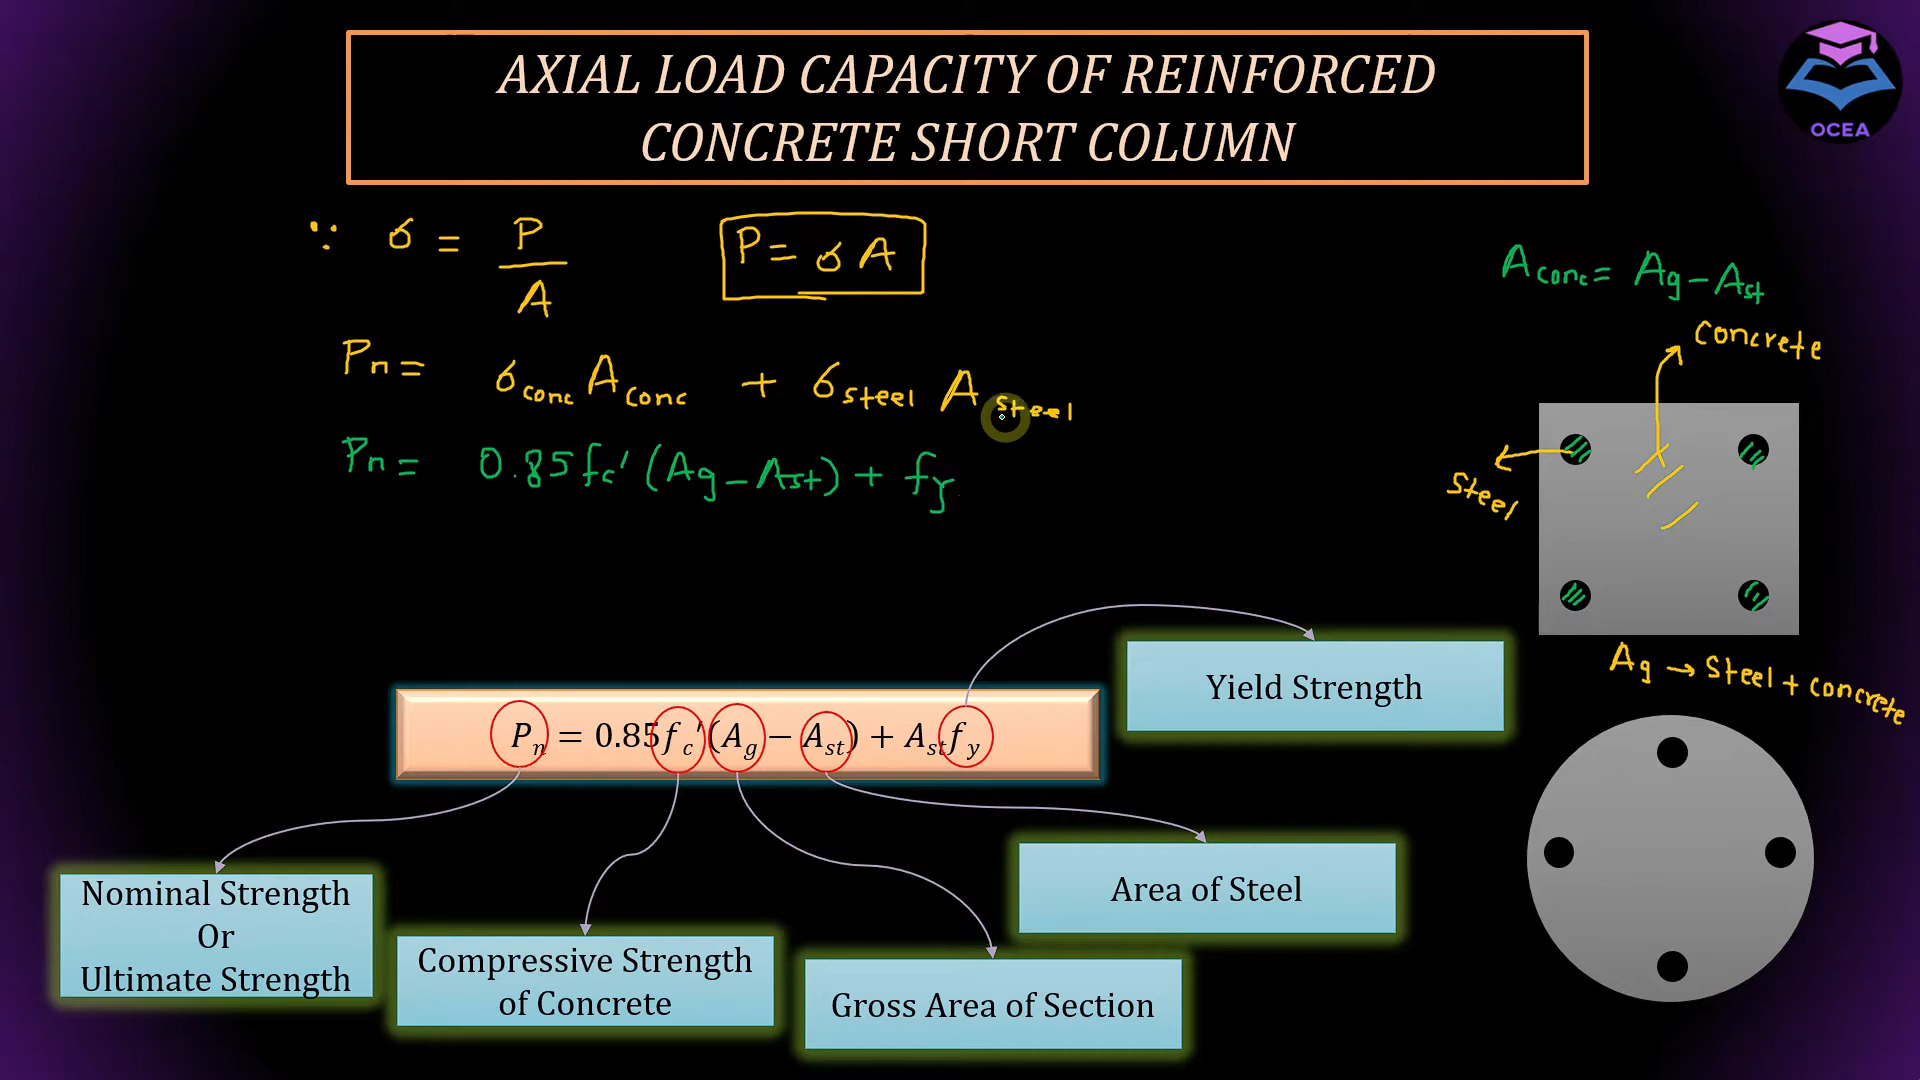 AXIAL LOAD CAPACITY OF REINFORCED
CONCRETE SHORT COLUMN
OCEA
∵ σ = P/A
P = σ A
Pn = σconc Aconc + σsteel Asteel
Pn = 0.85fc' (Ag – Ast) + fy
Aconc = Ag – Ast
Concrete
Steel
Ag → Steel + concrete
Pn = 0.85fc′(Ag − Ast) + Astfy
Yield Strength
Area of Steel
Nominal Strength
Or
Ultimate Strength
Compressive Strength
of Concrete
Gross Area of Section